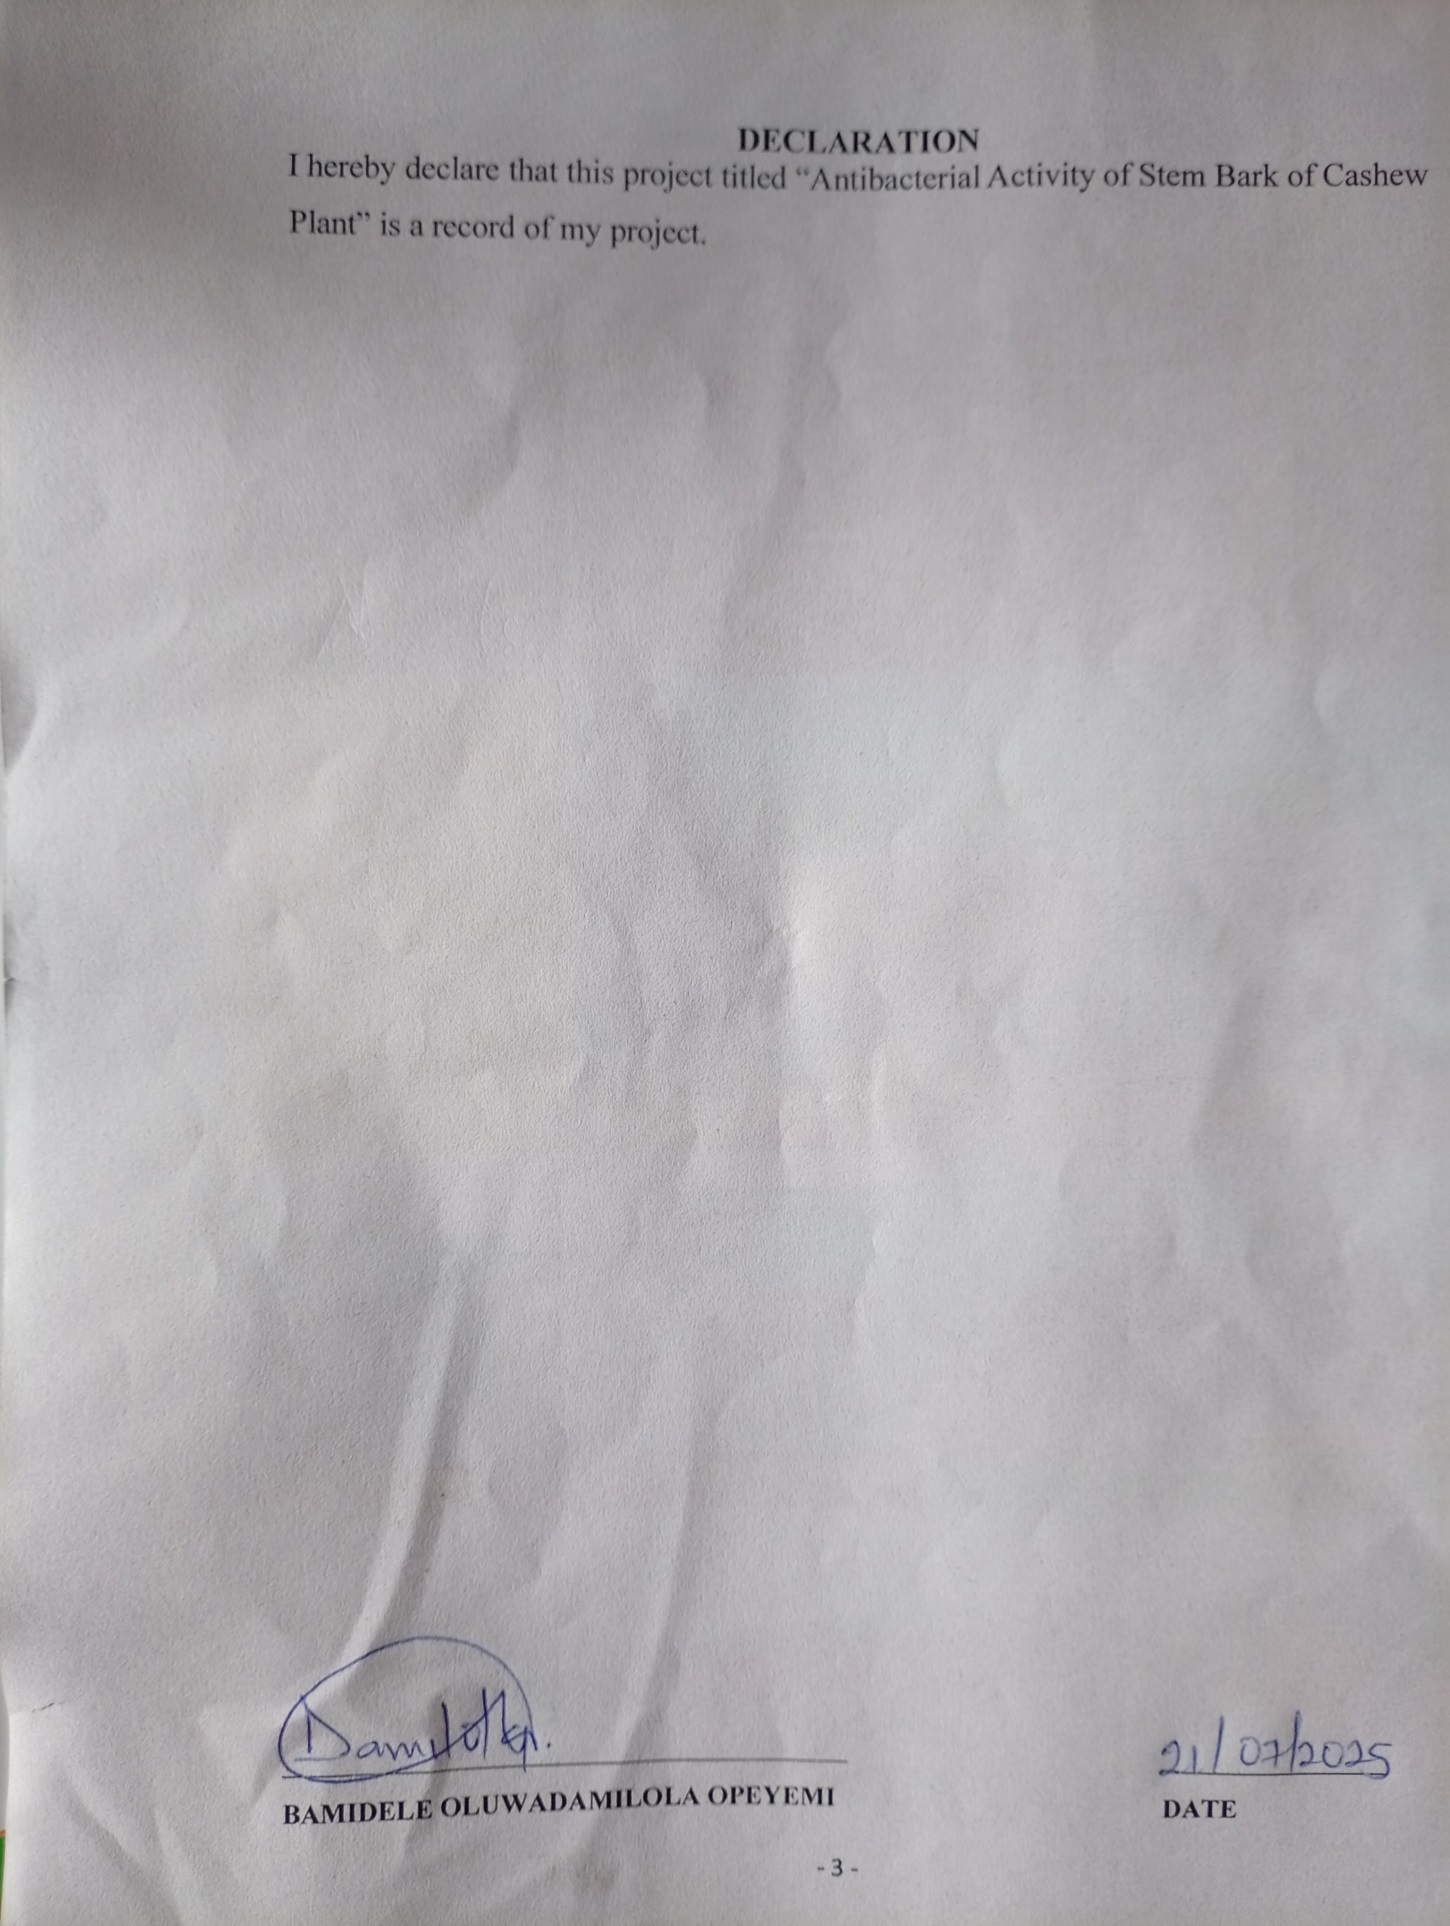 DECLARATION
I hereby declare that this project titled “Antibacterial Activity of Stem Bark of Cashew
Plant” is a record of my project.
Damilola.
21/07/2025
BAMIDELE OLUWADAMILOLA OPEYEMI
DATE
- 3 -